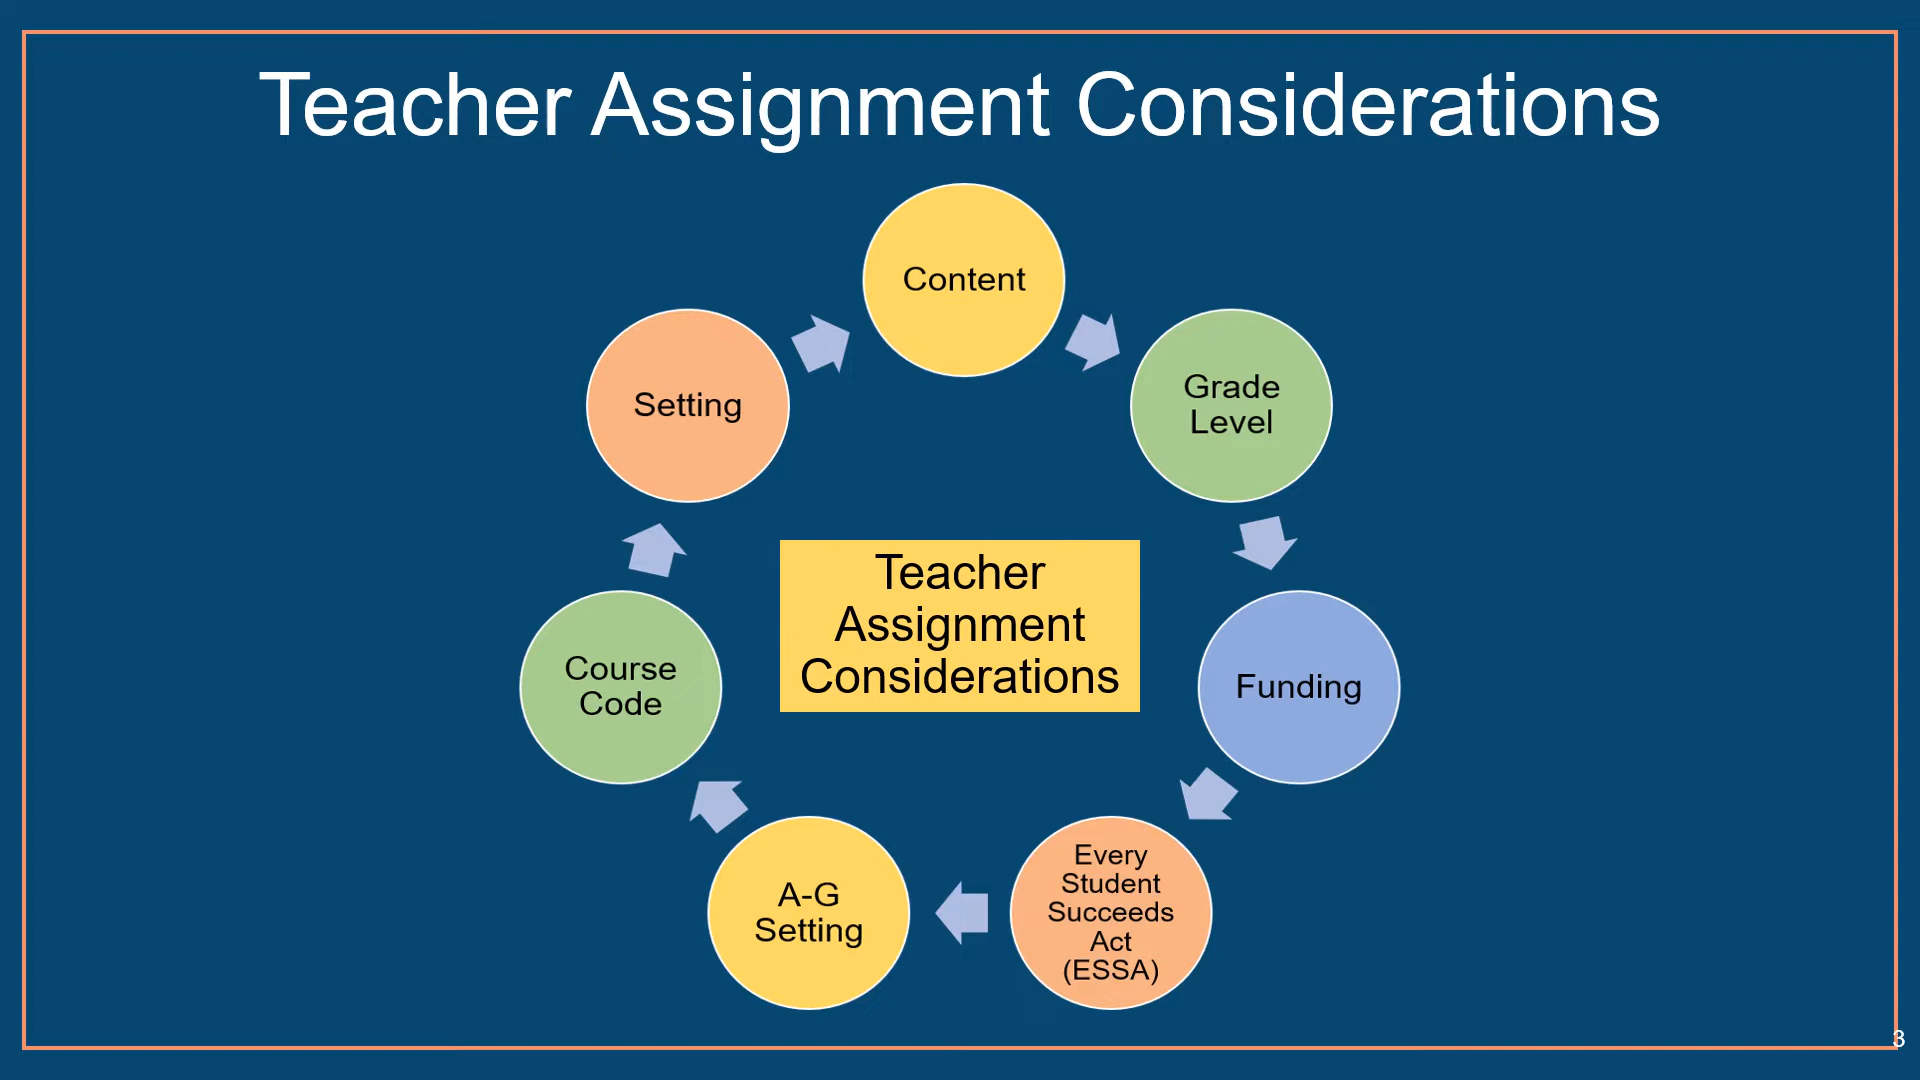 Teacher Assignment Considerations
Content
Grade
Level
Funding
Every
Student
Succeeds
Act
(ESSA)
A-G
Setting
Course
Code
Setting
Teacher
Assignment
Considerations
3